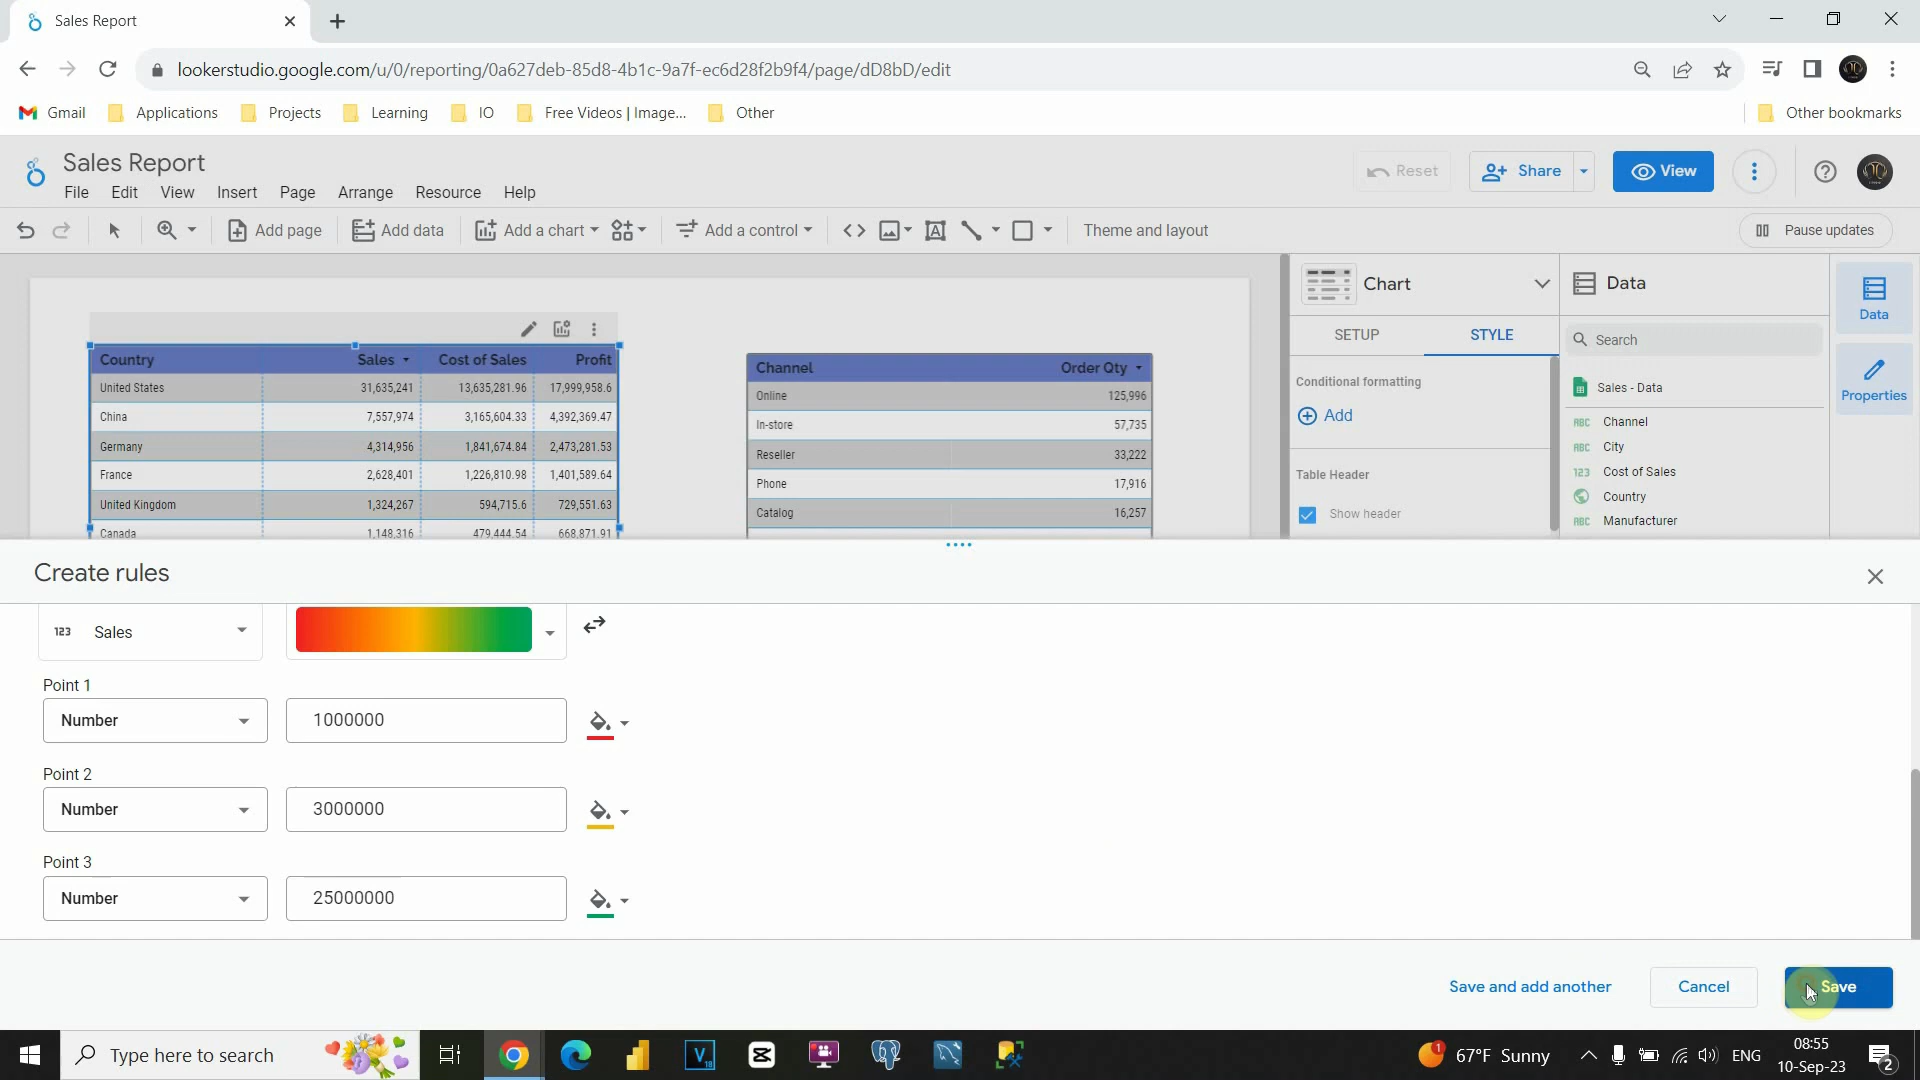 Sales Report
lookerstudio.google.com/u/0/reporting/0a627deb-85d8-4b1c-9a7f-ec6d28f2b9f4/page/dD8bD/edit
Gmail Applications Projects Learning IO Free Videos | Image... Other Other bookmarks
Sales Report
File Edit View Insert Page Arrange Resource Help
Reset Share View
Add page Add data Add a chart Add a control Theme and layout Pause updates
Country Sales Cost of Sales Profit
United States 31,635,241 13,635,281.96 17,999,958.6
China 7,557,974 3,165,604.33 4,392,369.47
Germany 4,314,956 1,841,674.84 2,473,281.53
France 2,628,401 1,226,810.98 1,401,589.64
United Kingdom 1,324,267 594,715.6 729,551.63
Canada 1,148,316 479,444.54 668,871.91
Channel Order Qty
Online 125,996
In-store 57,735
Reseller 33,222
Phone 17,916
Catalog 16,257
Chart
SETUP STYLE
Conditional formatting
Add
Table Header
Show header
Data
Search
Sales - Data
ABC Channel
ABC City
123 Cost of Sales
Country
ABC Manufacturer
Data
Properties
Create rules
123 Sales
Point 1
Number 1000000
Point 2
Number 3000000
Point 3
Number 25000000
Save and add another Cancel Save
Type here to search
1 67°F Sunny ENG
08:55
10-Sep-23
2